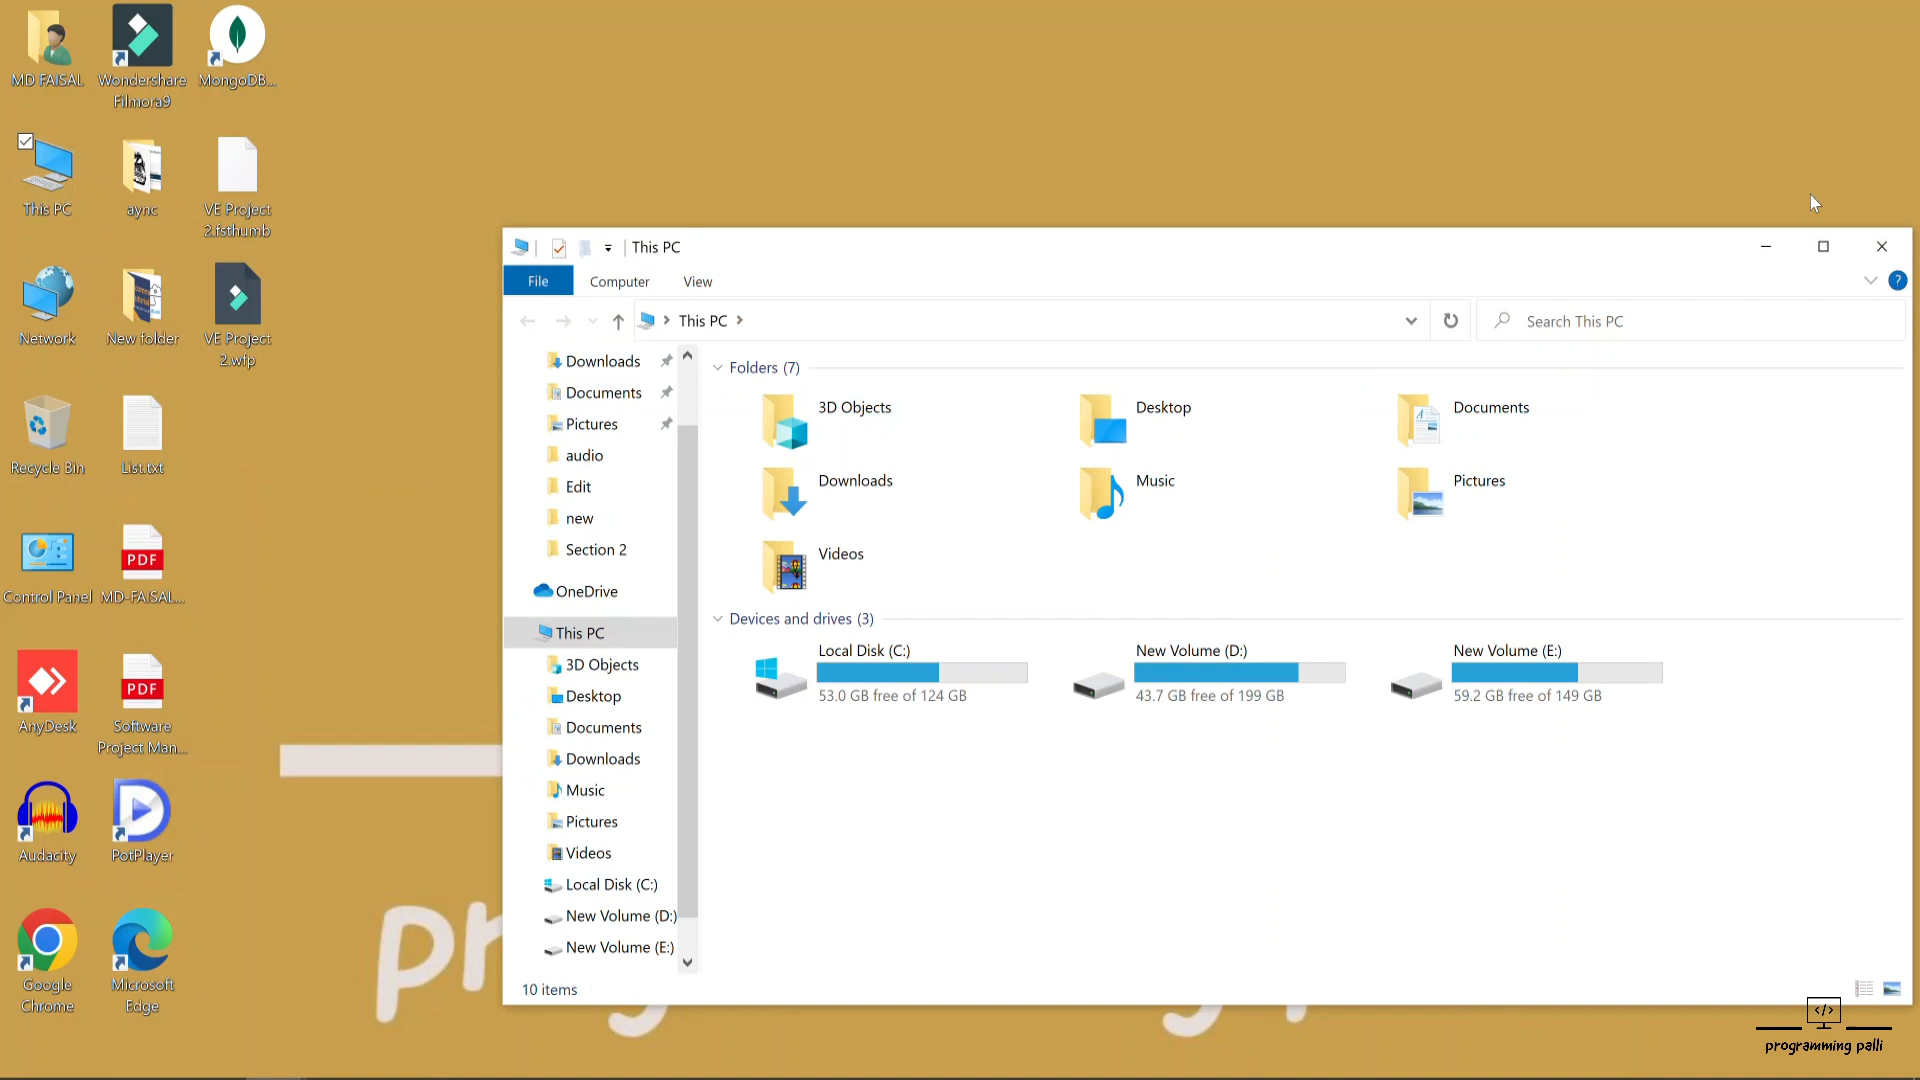 MD FAISAL
Wondershare
Filmora9
MongoDB...
This PC
aync
VE Project
2.fsthumb
Network
New folder
VE Project
2.wfp
Recycle Bin
List.txt
Control Panel
PDF
MD-FAISAL...
AnyDesk
PDF
Software
Project Man...
Audacity
PotPlayer
Google
Chrome
Microsoft
Edge
This PC
File
Computer
View
?
This PC
Search This PC
Downloads
Documents
Pictures
audio
Edit
new
Section 2
OneDrive
This PC
3D Objects
Desktop
Documents
Downloads
Music
Pictures
Videos
Local Disk (C:)
New Volume (D:)
New Volume (E:)
Folders (7)
3D Objects
Desktop
Documents
Downloads
Music
Pictures
Videos
Devices and drives (3)
Local Disk (C:)
53.0 GB free of 124 GB
New Volume (D:)
43.7 GB free of 199 GB
New Volume (E:)
59.2 GB free of 149 GB
10 items
</>
programming palli